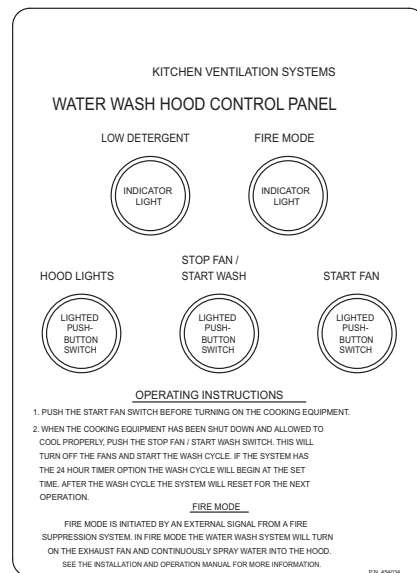 KITCHEN VENTILATION SYSTEMS
WATER WASH HOOD CONTROL PANEL
LOW DETERGENT
FIRE MODE
INDICATOR
LIGHT
INDICATOR
LIGHT
HOOD LIGHTS
STOP FAN /
START WASH
START FAN
LIGHTED
PUSH-
BUTTON
SWITCH
LIGHTED
PUSH-
BUTTON
SWITCH
LIGHTED
PUSH-
BUTTON
SWITCH
OPERATING INSTRUCTIONS
1. PUSH THE START FAN SWITCH BEFORE TURNING ON THE COOKING EQUIPMENT.
2. WHEN THE COOKING EQUIPMENT HAS BEEN SHUT DOWN AND ALLOWED TO
COOL PROPERLY, PUSH THE STOP FAN / START WASH SWITCH. THIS WILL
TURN OFF THE FANS AND START THE WASH CYCLE. IF THE SYSTEM HAS
THE 24 HOUR TIMER OPTION THE WASH CYCLE WILL BEGIN AT THE SET
TIME. AFTER THE WASH CYCLE THE SYSTEM WILL RESET FOR THE NEXT
OPERATION.
FIRE MODE
FIRE MODE IS INITIATED BY AN EXTERNAL SIGNAL FROM A FIRE
SUPPRESSION SYSTEM. IN FIRE MODE THE WATER WASH SYSTEM WILL TURN
ON THE EXHAUST FAN AND CONTINUOUSLY SPRAY WATER INTO THE HOOD.
SEE THE INSTALLATION AND OPERATION MANUAL FOR MORE INFORMATION.
P.N. 454034